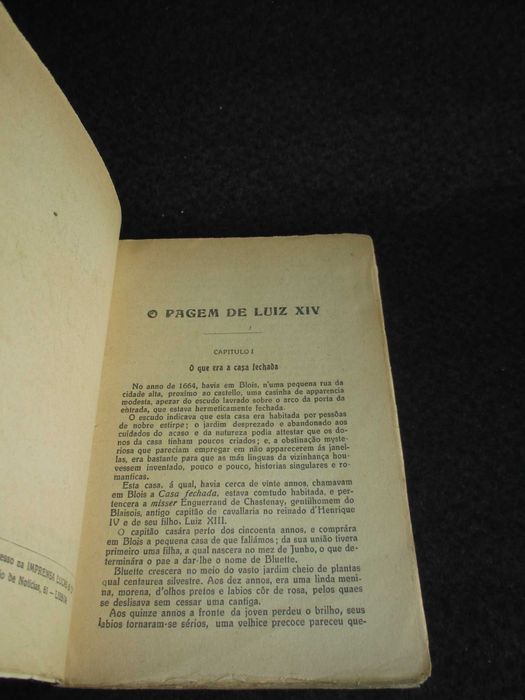 esso na IMPRENSA LUCAS
de Noticias, 61 — LISBOA
O PAGEM DE LUIZ XIV
CAPITULO I
O que era a casa fechada
No anno de 1664, havia em Blois, n'uma pequena rua da
cidade alta, proximo ao castello, uma casinha de apparencia
modesta, apezar do escudo lavrado sobre o arco da porta da
entrada, que estava hermeticamente fechada.
O escudo indicava que esta casa era habitada por pessôas
de nobre estirpe; o jardim desprezado e abandonado aos
cuidados do acaso e da natureza podia attestar que os do-
nos da casa tinham poucos criados; e, a obstinação myste-
riosa que pareciam empregar em não apparecerem ás janel-
las, era bastante para que as más linguas da vizinhança hou-
vessem inventado, pouco e pouco, historias singulares e ro-
manticas.
Esta casa, á qual, havia cerca de vinte annos, chamavam
em Blois a Casa fechada, estava comtudo habitada, e per-
tencera a misser Enguerrand de Chastenay, gentilhomem do
Blaisois, antigo capitão de cavallaria no reinado d'Henrique
IV e de seu filho, Luiz XIII.
O capitão casára perto dos cincoenta annos, e comprára
em Blois a pequena casa de que fallámos; da sua união tivera
primeiro uma filha, a qual nascera no mez de Junho, o que de-
terminára o pae a dar-lhe o nome de Bluette.
Bluette crescera no meio do vasto jardim cheio de plantas
qual centaurea silvestre. Aos dez annos, era uma linda meni-
na, morena, d'olhos pretos e labios côr de rosa, pelos quaes
se deslisava sem cessar uma cantiga.
Aos quinze annos a fronte da joven perdeu o brilho, seus
labios tornaram-se sérios, uma velhice precoce pareceu que-